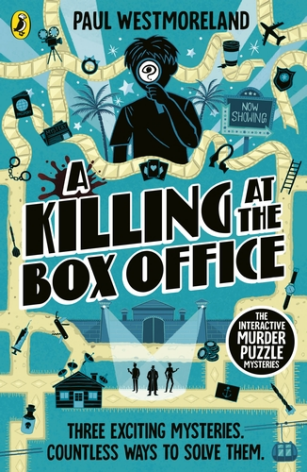 PAUL WESTMORELAND
NOW
SHOWING
A
KILLING AT
THE
BOX OFFICE
THE
INTERACTIVE
MURDER
PUZZLE
MYSTERIES
THREE EXCITING MYSTERIES.
COUNTLESS WAYS TO SOLVE THEM.